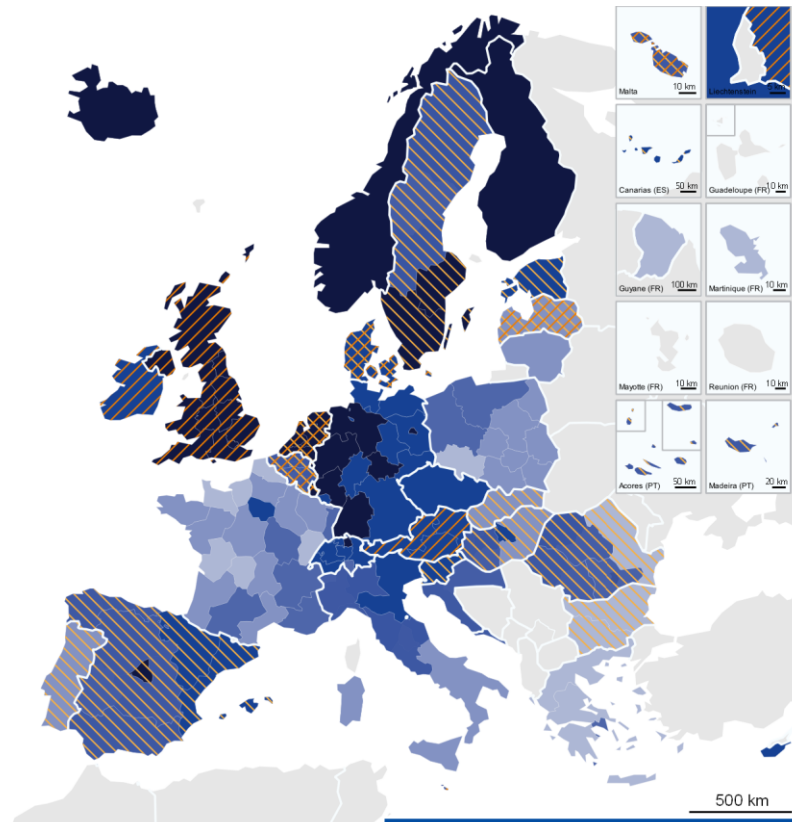 Malta
10 km
Liechtenstein
5 km
Canarias (ES)
50 km
Guadeloupe (FR)
10 km
Guyane (FR)
100 km
Martinique (FR)
10 km
Mayotte (FR)
10 km
Reunion (FR)
10 km
Acores (PT)
50 km
Madeira (PT)
20 km
500 km